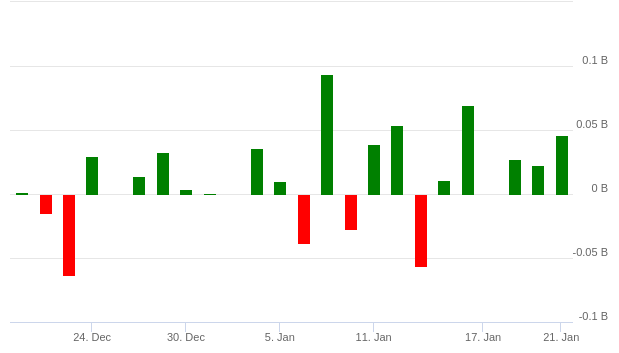 0.1 B
0.05 B
0 B
-0.05 B
-0.1 B
24. Dec
30. Dec
5. Jan
11. Jan
17. Jan
21. Jan